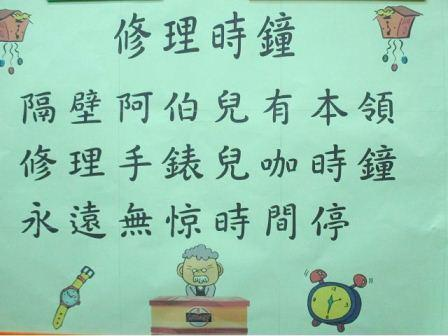 修理時鐘
隔壁阿伯兒有本領
修理手錶兒咖時鐘
永遠無惊時間停